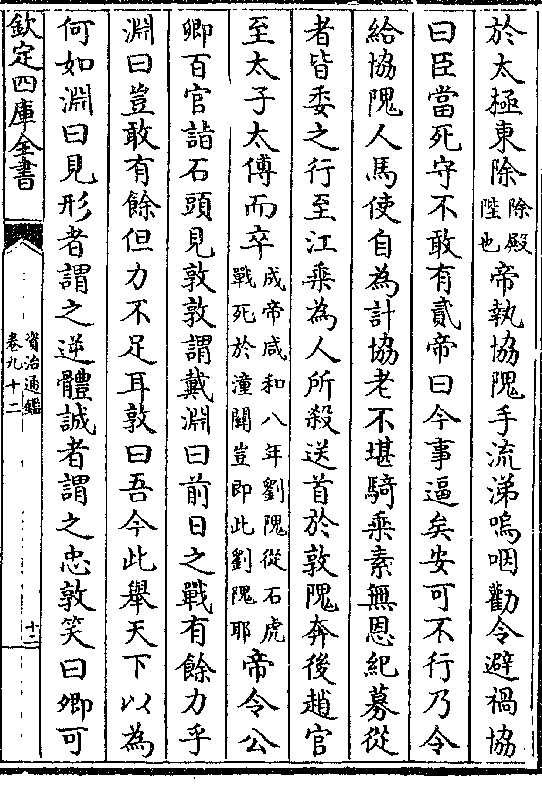 於太極東除除殿陛也帝執協隗手流涕嗚咽勸令避禍協
曰臣當死守不敢有貳帝曰今事逼矣安可不行乃令
給協隗人馬使自為計協老不堪騎乘素無恩紀募從
者皆委之行至江乗為人所殺送首於敦隗奔後趙官
至太子太傅而卒成帝咸和八年劉隗從石虎戰死於潼關豈即此劉隗耶帝令公
卿百官詣石頭見敦敦謂戴淵曰前日之戰有餘力乎
淵曰豈敢有餘但力不足耳敦曰吾今此舉天下以為
何如淵曰見形者謂之逆體誠者謂之忠敦笑曰卿可
欽定四庫全書
資治通鑑
卷九十二
十二